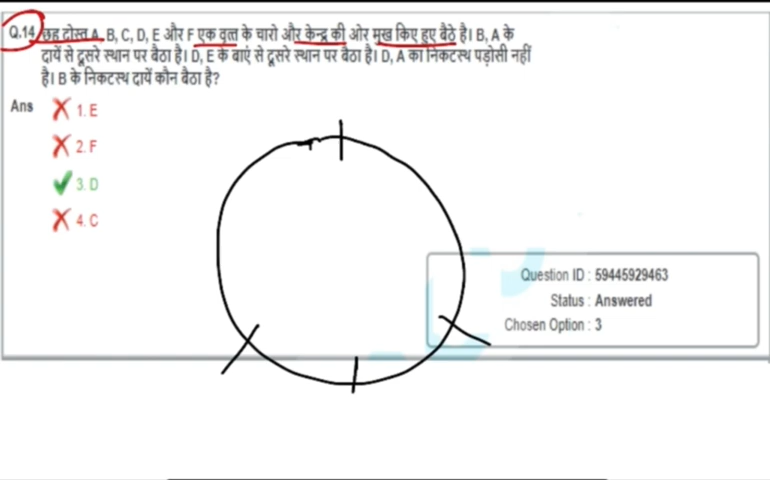 Q.14 छह दोस्त A, B, C, D, E और F एक वृत्त के चारो और केन्द्र की ओर मुख किए हुए बैठे है। B, A के
दायें से दूसरे स्थान पर बैठा है। D, E के बाएं से दूसरे स्थान पर बैठा है। D, A का निकटस्थ पड़ोसी नहीं
है। B के निकटस्थ दायें कौन बैठा है?
Ans 1. E
2. F
3. D
4. C
Question ID : 59445929463
Status : Answered
Chosen Option : 3